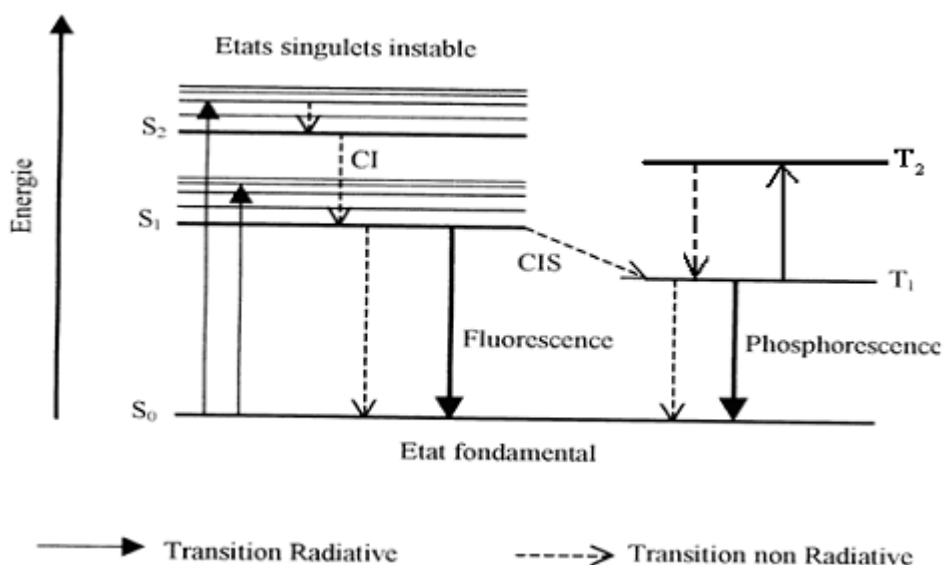 Energie
Etats singulets instable
S₂
CI
T₂
S₁
CIS
T₁
Fluorescence
Phosphorescence
S₀
Etat fondamental
Transition Radiative
Transition non Radiative